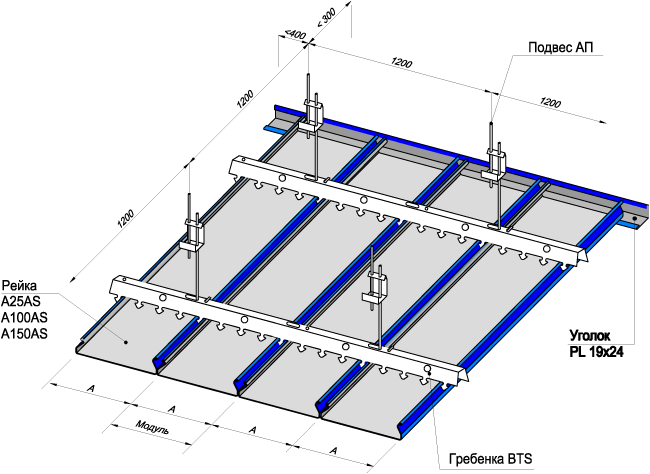 <300
<400
Подвес АП
1200
1200
1200
1200
Рейка
A25AS
A100AS
A150AS
Уголок
PL 19x24
A
A
Модуль
A
A
Гребенка BTS